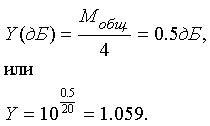 Y(дБ) = M_общ. / 4 = 0.5дБ,
или
Y = 10^(0.5/20) = 1.059.